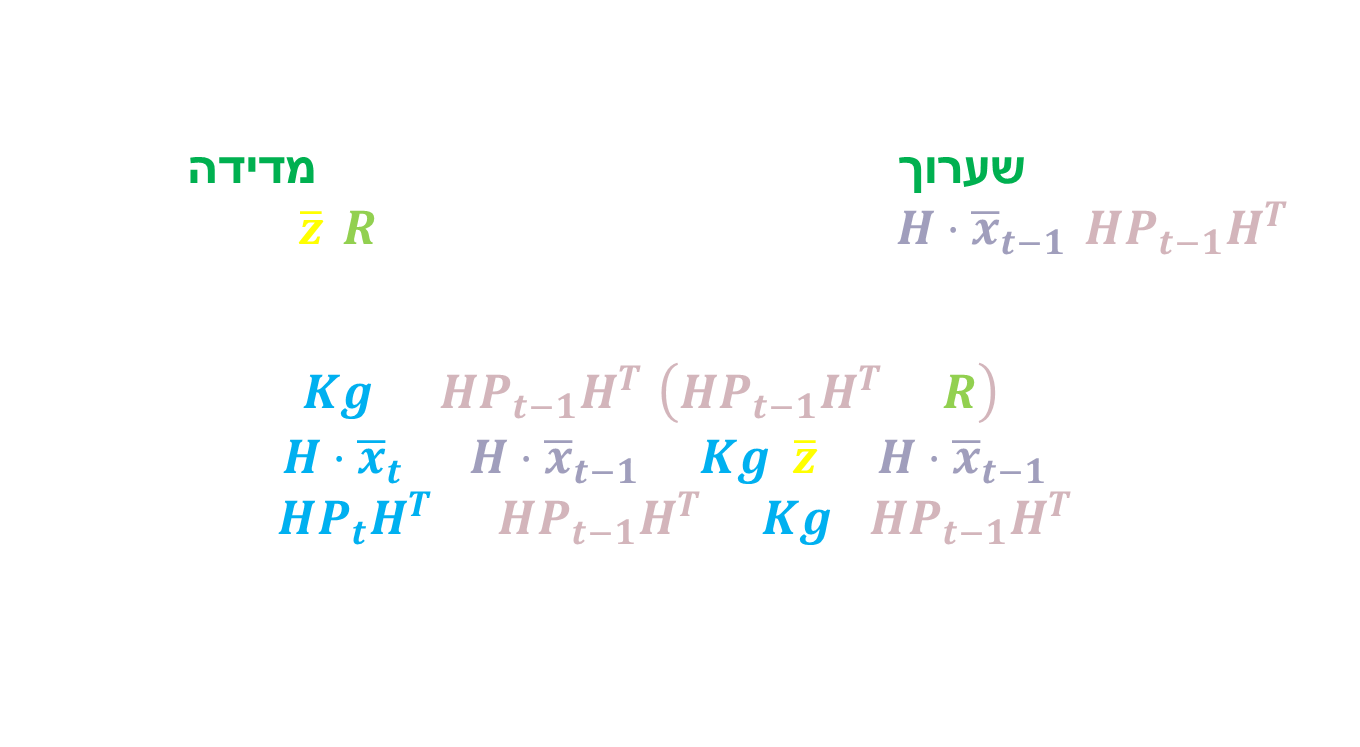 שערוך מדידה
z̅ R H · x̅_{t−1} HP_{t−1}H^T
Kg HP_{t−1}H^T (HP_{t−1}H^T R)
H · x̅_t H · x̅_{t−1} Kg z̅ H · x̅_{t−1}
HP_tH^T HP_{t−1}H^T Kg HP_{t−1}H^T